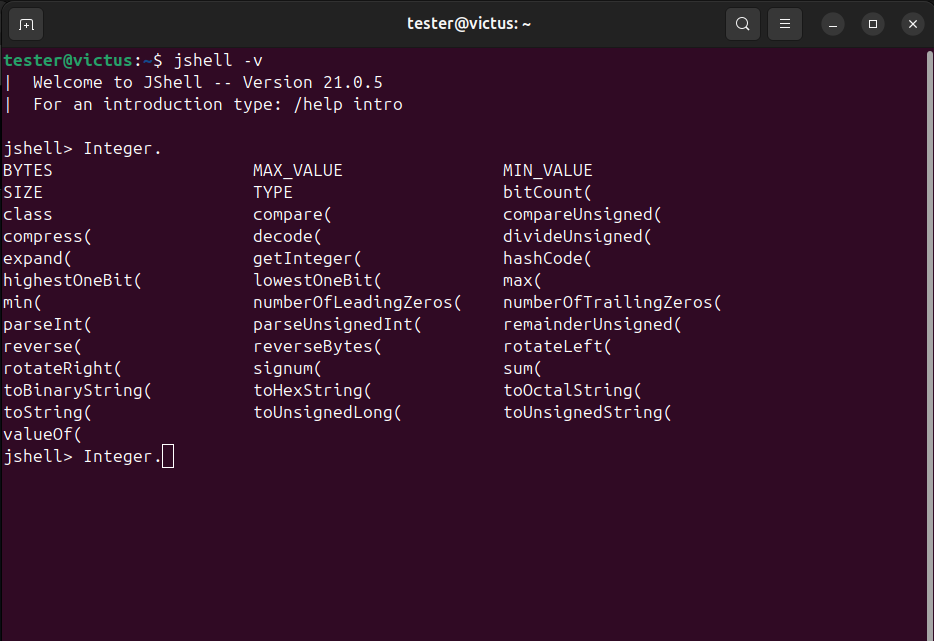 tester@victus: ~
tester@victus:~$ jshell -v
|  Welcome to JShell -- Version 21.0.5
|  For an introduction type: /help intro
jshell> Integer.
BYTES                    MAX_VALUE                MIN_VALUE
SIZE                     TYPE                     bitCount(
class                    compare(                 compareUnsigned(
compress(                decode(                  divideUnsigned(
expand(                  getInteger(              hashCode(
highestOneBit(           lowestOneBit(            max(
min(                     numberOfLeadingZeros(    numberOfTrailingZeros(
parseInt(                parseUnsignedInt(        remainderUnsigned(
reverse(                 reverseBytes(            rotateLeft(
rotateRight(             signum(                  sum(
toBinaryString(          toHexString(             toOctalString(
toString(                toUnsignedLong(          toUnsignedString(
valueOf(
jshell> Integer.